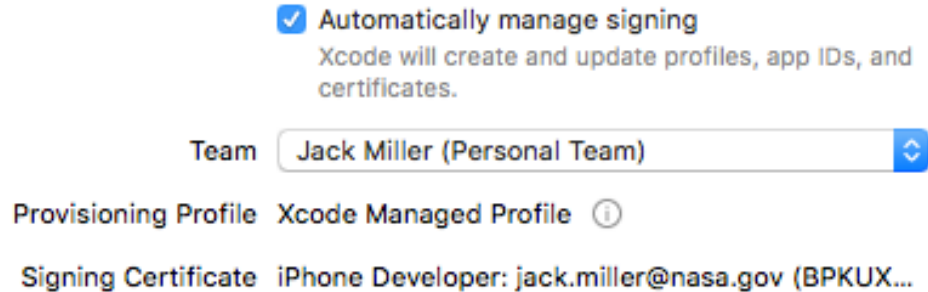 Automatically manage signing
Xcode will create and update profiles, app IDs, and
certificates.
Team Jack Miller (Personal Team)
Provisioning Profile Xcode Managed Profile
Signing Certificate iPhone Developer: jack.miller@nasa.gov (BPKUX...